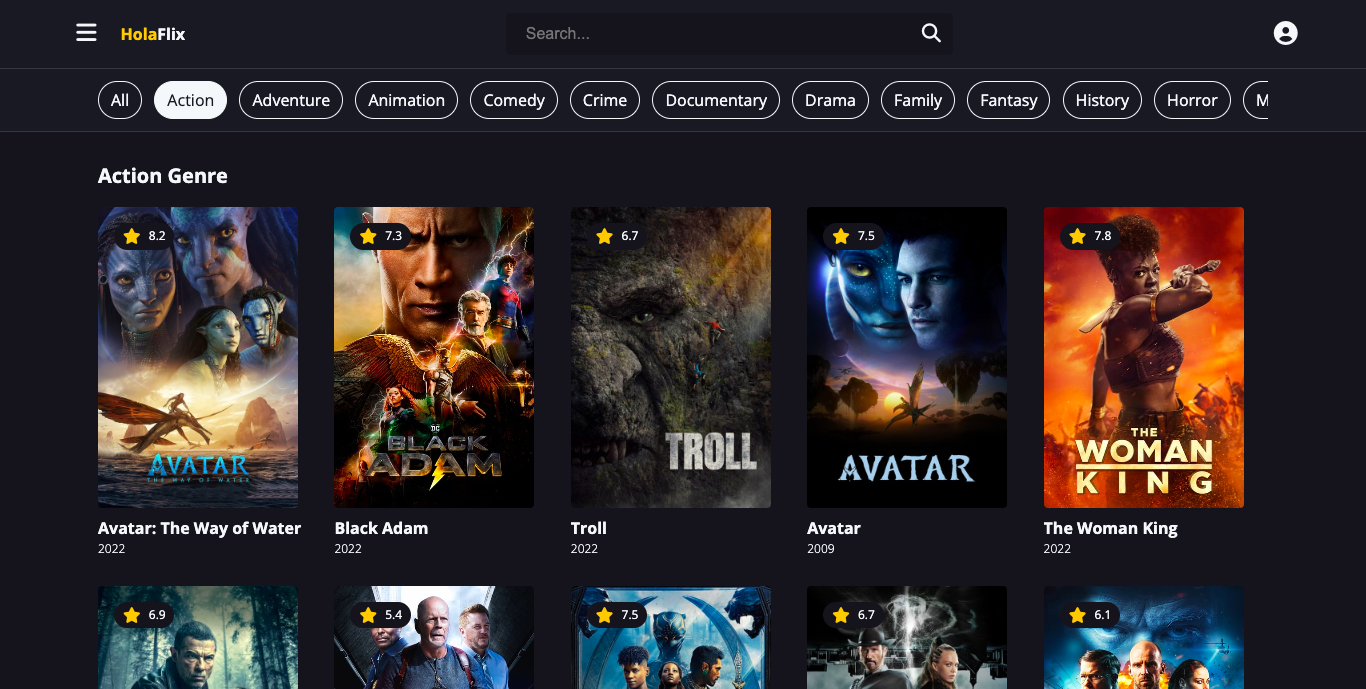 HolaFlix
Search...
All
Action
Adventure
Animation
Comedy
Crime
Documentary
Drama
Family
Fantasy
History
Horror
M
Action Genre
8.2
AVATAR
THE WAY OF WATER
Avatar: The Way of Water
2022
7.3
DC
BLACK
ADAM
Black Adam
2022
6.7
TROLL
Troll
2022
7.5
AVATAR
Avatar
2009
7.8
THE
WOMAN
KING
The Woman King
2022
6.9
5.4
7.5
6.7
6.1